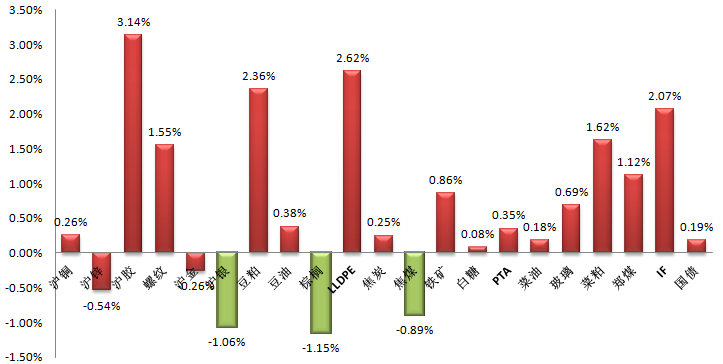 3.50%
3.00%
2.50%
2.00%
1.50%
1.00%
0.50%
0.00%
-0.50%
-1.00%
-1.50%
0.26%
-0.54%
3.14%
1.55%
-0.26%
-1.06%
2.36%
0.38%
-1.15%
2.62%
0.25%
-0.89%
0.86%
0.08%
0.35%
0.18%
0.69%
1.62%
1.12%
2.07%
0.19%
沪铜
沪锌
沪胶
螺纹
沪金
沪银
豆粕
豆油
棕榈
LLDPE
焦炭
焦煤
铁矿
白糖
PTA
菜油
玻璃
菜粕
郑煤
IF
国债